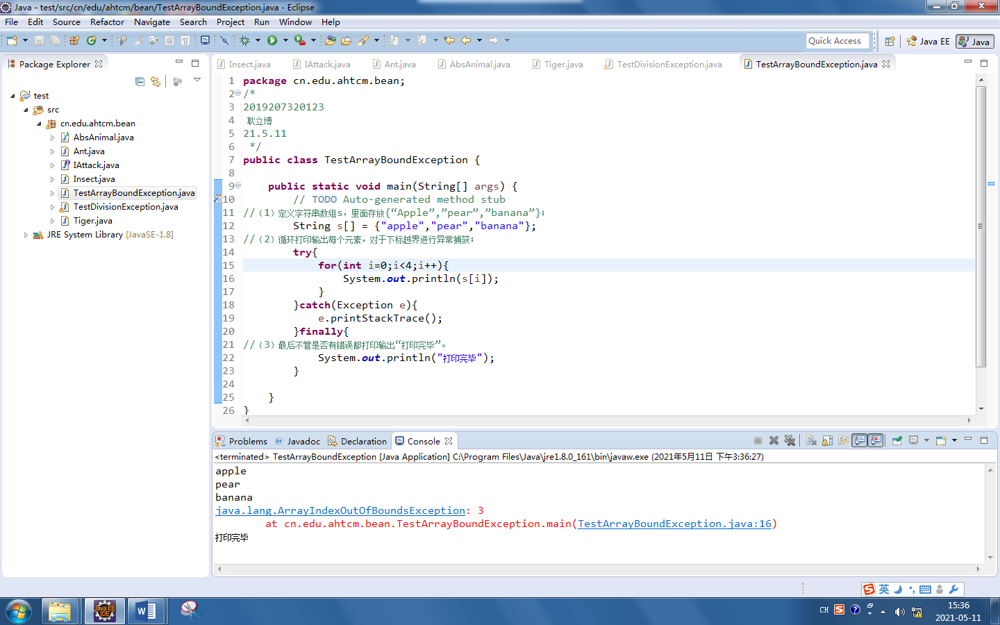 Java - test/src/cn/edu/ahtcm/bean/TestArrayBoundException.java - Eclipse
File Edit Source Refactor Navigate Search Project Run Window Help
Quick Access Java EE Java
Package Explorer
test
src
cn.edu.ahtcm.bean
AbsAnimal.java
Ant.java
IAttack.java
Insect.java
TestArrayBoundException.java
TestDivisionException.java
Tiger.java
JRE System Library [JavaSE-1.8]
Insect.java IAttack.java Ant.java AbsAnimal.java Tiger.java TestDivisionException.java TestArrayBoundException.java
1 package cn.edu.ahtcm.bean;
2 /*
3 2019207320123
4 耿立博
5 21.5.11
6 */
7 public class TestArrayBoundException {
8
9 public static void main(String[] args) {
10 // TODO Auto-generated method stub
11 //（1）定义字符串数组s，里面存放{“Apple”,”pear”,”banana”}；
12 String s[] = {"apple","pear","banana"};
13 //（2）循环打印输出每个元素，对于下标越界进行异常捕获；
14 try{
15 for(int i=0;i<4;i++){
16 System.out.println(s[i]);
17 }
18 }catch(Exception e){
19 e.printStackTrace();
20 }finally{
21 //（3）最后不管是否有错误都打印输出“打印完毕”。
22 System.out.println("打印完毕");
23 }
24
25 }
26 }
Problems Javadoc Declaration Console
<terminated> TestArrayBoundException [Java Application] C:\Program Files\Java\jre1.8.0_161\bin\javaw.exe (2021年5月11日 下午3:36:27)
apple
pear
banana
java.lang.ArrayIndexOutOfBoundsException: 3
at cn.edu.ahtcm.bean.TestArrayBoundException.main(TestArrayBoundException.java:16)
打印完毕
英
Java EE
IDE
CH
15:36
2021-05-11